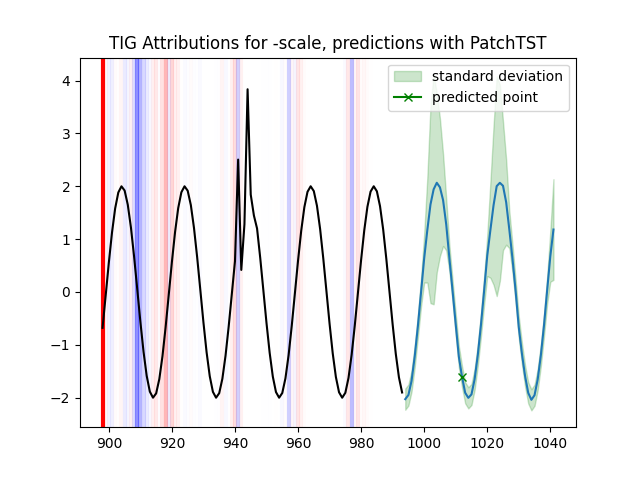 TIG Attributions for -scale, predictions with PatchTST
standard deviation
predicted point
4
3
2
1
0
−1
−2
900 920 940 960 980 1000 1020 1040